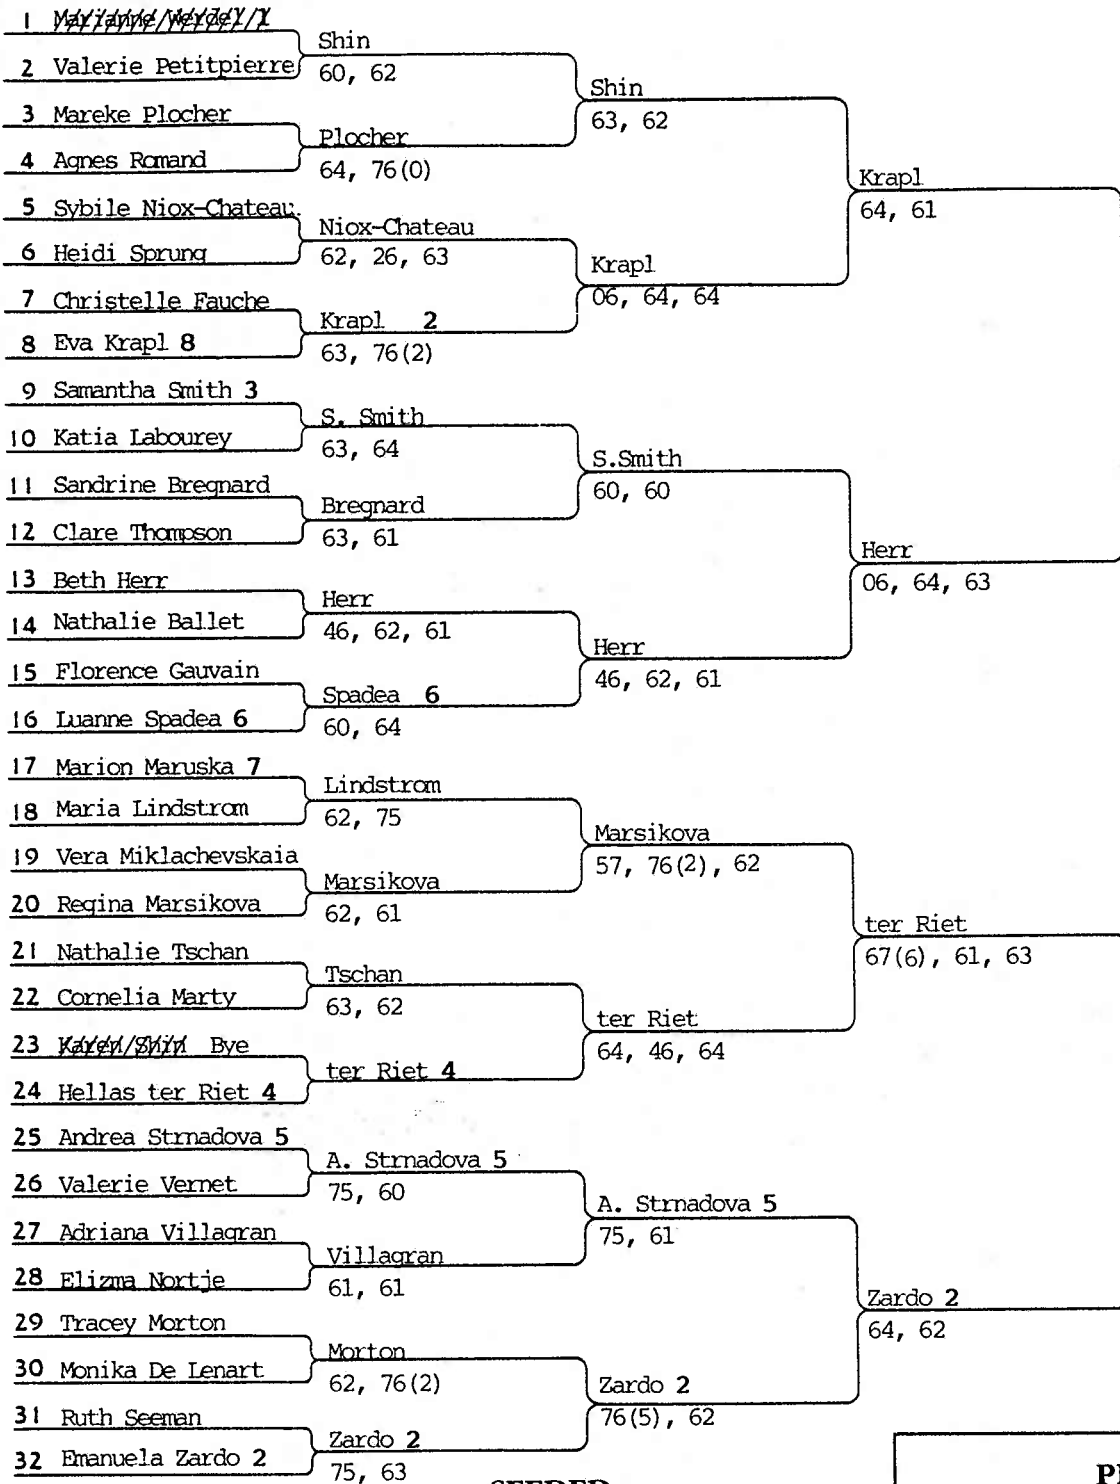 1 Marianne Werdel/1
Shin
2 Valerie Petitpierre
60, 62
Shin
63, 62
3 Mareke Plocher
Plocher
4 Agnes Romand
64, 76(0)
Krapl
64, 61
5 Sybile Niox-Chateau.
Niox-Chateau
6 Heidi Sprung
62, 26, 63
Krapl
06, 64, 64
7 Christelle Fauche
Krapl 2
8 Eva Krapl 8
63, 76(2)
9 Samantha Smith 3
S. Smith
10 Katia Labourey
63, 64
S.Smith
60, 60
11 Sandrine Bregnard
Bregnard
12 Clare Thompson
63, 61
Herr
06, 64, 63
13 Beth Herr
Herr
14 Nathalie Ballet
46, 62, 61
Herr
46, 62, 61
15 Florence Gauvain
Spadea 6
16 Luanne Spadea 6
60, 64
17 Marion Maruska 7
Lindstrom
18 Maria Lindstrom
62, 75
Marsikova
57, 76(2), 62
19 Vera Miklachevskaia
Marsikova
20 Regina Marsikova
62, 61
ter Riet
67(6), 61, 63
21 Nathalie Tschan
Tschan
22 Cornelia Marty
63, 62
ter Riet
64, 46, 64
23 Karen/Shin Bye
ter Riet 4
24 Hellas ter Riet 4
25 Andrea Strnadova 5
A. Strnadova 5
26 Valerie Vernet
75, 60
A. Strnadova 5
75, 61
27 Adriana Villagran
Villagran
28 Elizma Nortje
61, 61
Zardo 2
64, 62
29 Tracey Morton
Morton
30 Monika De Lenart
62, 76(2)
Zardo 2
76(5), 62
31 Ruth Seeman
Zardo 2
32 Emanuela Zardo 2
75, 63
SEEDED